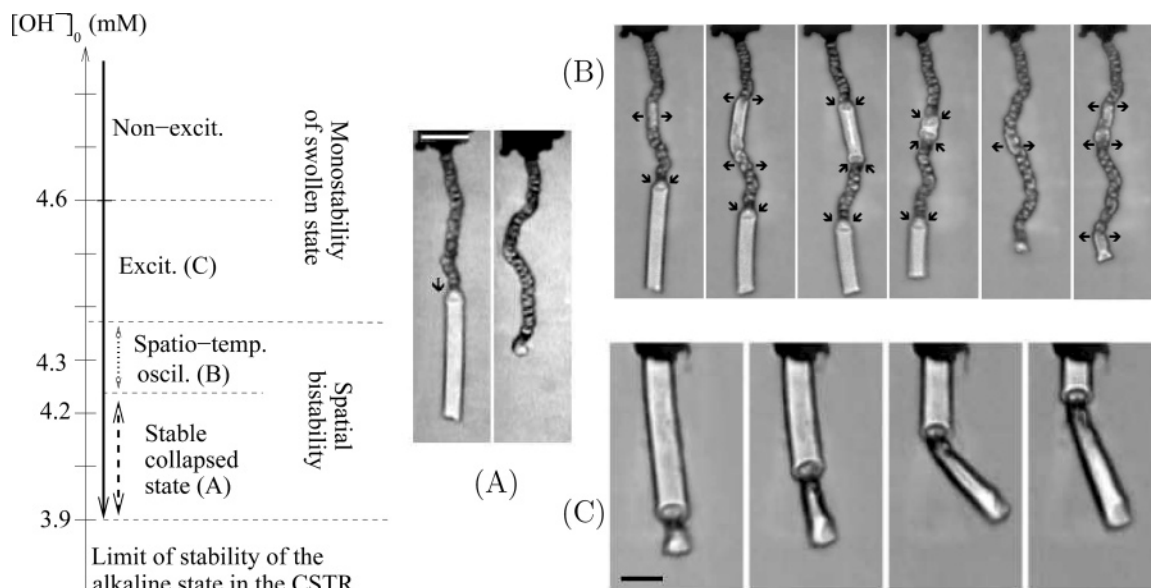 [OH⁻]₀ (mM)
Non−excit.
4.6
Excit. (C)
Monostability
of swollen state
4.3
Spatio−temp.
oscil. (B)
4.2
Stable
collapsed
state (A)
Spatial
bistability
3.9
Limit of stability of the
alkaline state in the CSTR
(A)
(B)
(C)